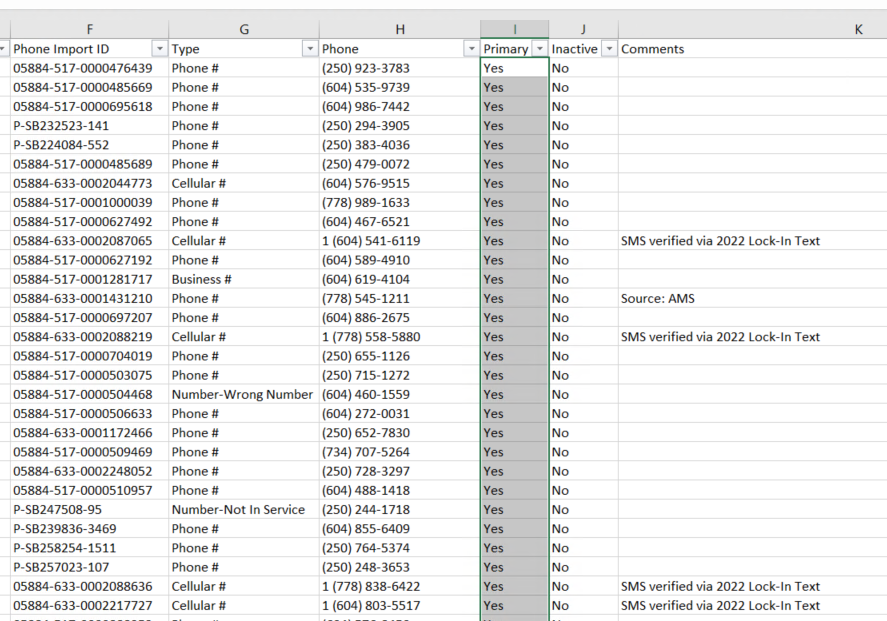 F G H I J K
Phone Import ID Type Phone Primary Inactive Comments
05884-517-0000476439 Phone # (250) 923-3783 Yes No
05884-517-0000485669 Phone # (604) 535-9739 Yes No
05884-517-0000695618 Phone # (604) 986-7442 Yes No
P-SB232523-141 Phone # (250) 294-3905 Yes No
P-SB224084-552 Phone # (250) 383-4036 Yes No
05884-517-0000485689 Phone # (250) 479-0072 Yes No
05884-633-0002044773 Cellular # (604) 576-9515 Yes No
05884-517-0001000039 Phone # (778) 989-1633 Yes No
05884-517-0000627492 Phone # (604) 467-6521 Yes No
05884-633-0002087065 Cellular # 1 (604) 541-6119 Yes No SMS verified via 2022 Lock-In Text
05884-517-0000627192 Phone # (604) 589-4910 Yes No
05884-517-0001281717 Business # (604) 619-4104 Yes No
05884-633-0001431210 Phone # (778) 545-1211 Yes No Source: AMS
05884-517-0000697207 Phone # (604) 886-2675 Yes No
05884-633-0002088219 Cellular # 1 (778) 558-5880 Yes No SMS verified via 2022 Lock-In Text
05884-517-0000704019 Phone # (250) 655-1126 Yes No
05884-517-0000503075 Phone # (250) 715-1272 Yes No
05884-517-0000504468 Number-Wrong Number (604) 460-1559 Yes No
05884-517-0000506633 Phone # (604) 272-0031 Yes No
05884-633-0001172466 Phone # (250) 652-7830 Yes No
05884-517-0000509469 Phone # (734) 707-5264 Yes No
05884-633-0002248052 Phone # (250) 728-3297 Yes No
05884-517-0000510957 Phone # (604) 488-1418 Yes No
P-SB247508-95 Number-Not In Service (250) 244-1718 Yes No
P-SB239836-3469 Phone # (604) 855-6409 Yes No
P-SB258254-1511 Phone # (250) 764-5374 Yes No
P-SB257023-107 Phone # (250) 248-3653 Yes No
05884-633-0002088636 Cellular # 1 (778) 838-6422 Yes No SMS verified via 2022 Lock-In Text
05884-633-0002217727 Cellular # 1 (604) 803-5517 Yes No SMS verified via 2022 Lock-In Text